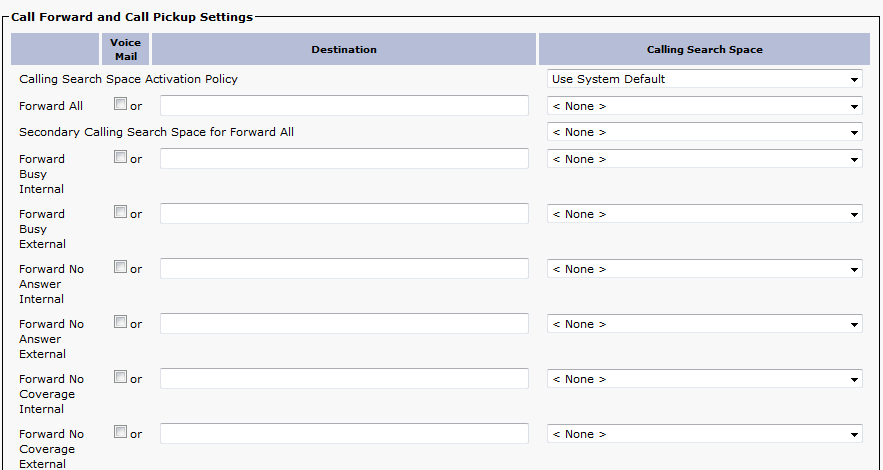 Call Forward and Call Pickup Settings
Voice Mail Destination Calling Search Space
Calling Search Space Activation Policy Use System Default
Forward All or < None >
Secondary Calling Search Space for Forward All < None >
Forward or < None >
Busy
Internal
Forward or < None >
Busy
External
Forward No or < None >
Answer
Internal
Forward No or < None >
Answer
External
Forward No or < None >
Coverage
Internal
Forward No or < None >
Coverage
External